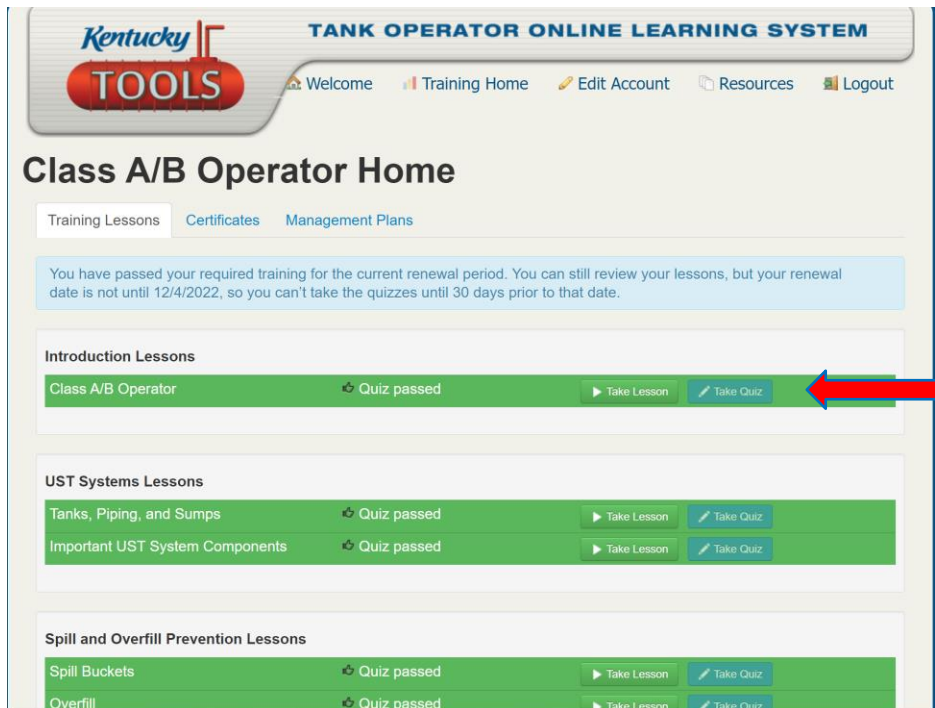 Kentucky
TOOLS
TANK OPERATOR ONLINE LEARNING SYSTEM
Welcome Training Home Edit Account Resources Logout
Class A/B Operator Home
Training Lessons Certificates Management Plans
You have passed your required training for the current renewal period. You can still review your lessons, but your renewal
date is not until 12/4/2022, so you can't take the quizzes until 30 days prior to that date.
Introduction Lessons
Class A/B Operator Quiz passed Take Lesson Take Quiz
UST Systems Lessons
Tanks, Piping, and Sumps Quiz passed Take Lesson Take Quiz
Important UST System Components Quiz passed Take Lesson Take Quiz
Spill and Overfill Prevention Lessons
Spill Buckets Quiz passed Take Lesson Take Quiz
Overfill Quiz passed Take Lesson Take Quiz